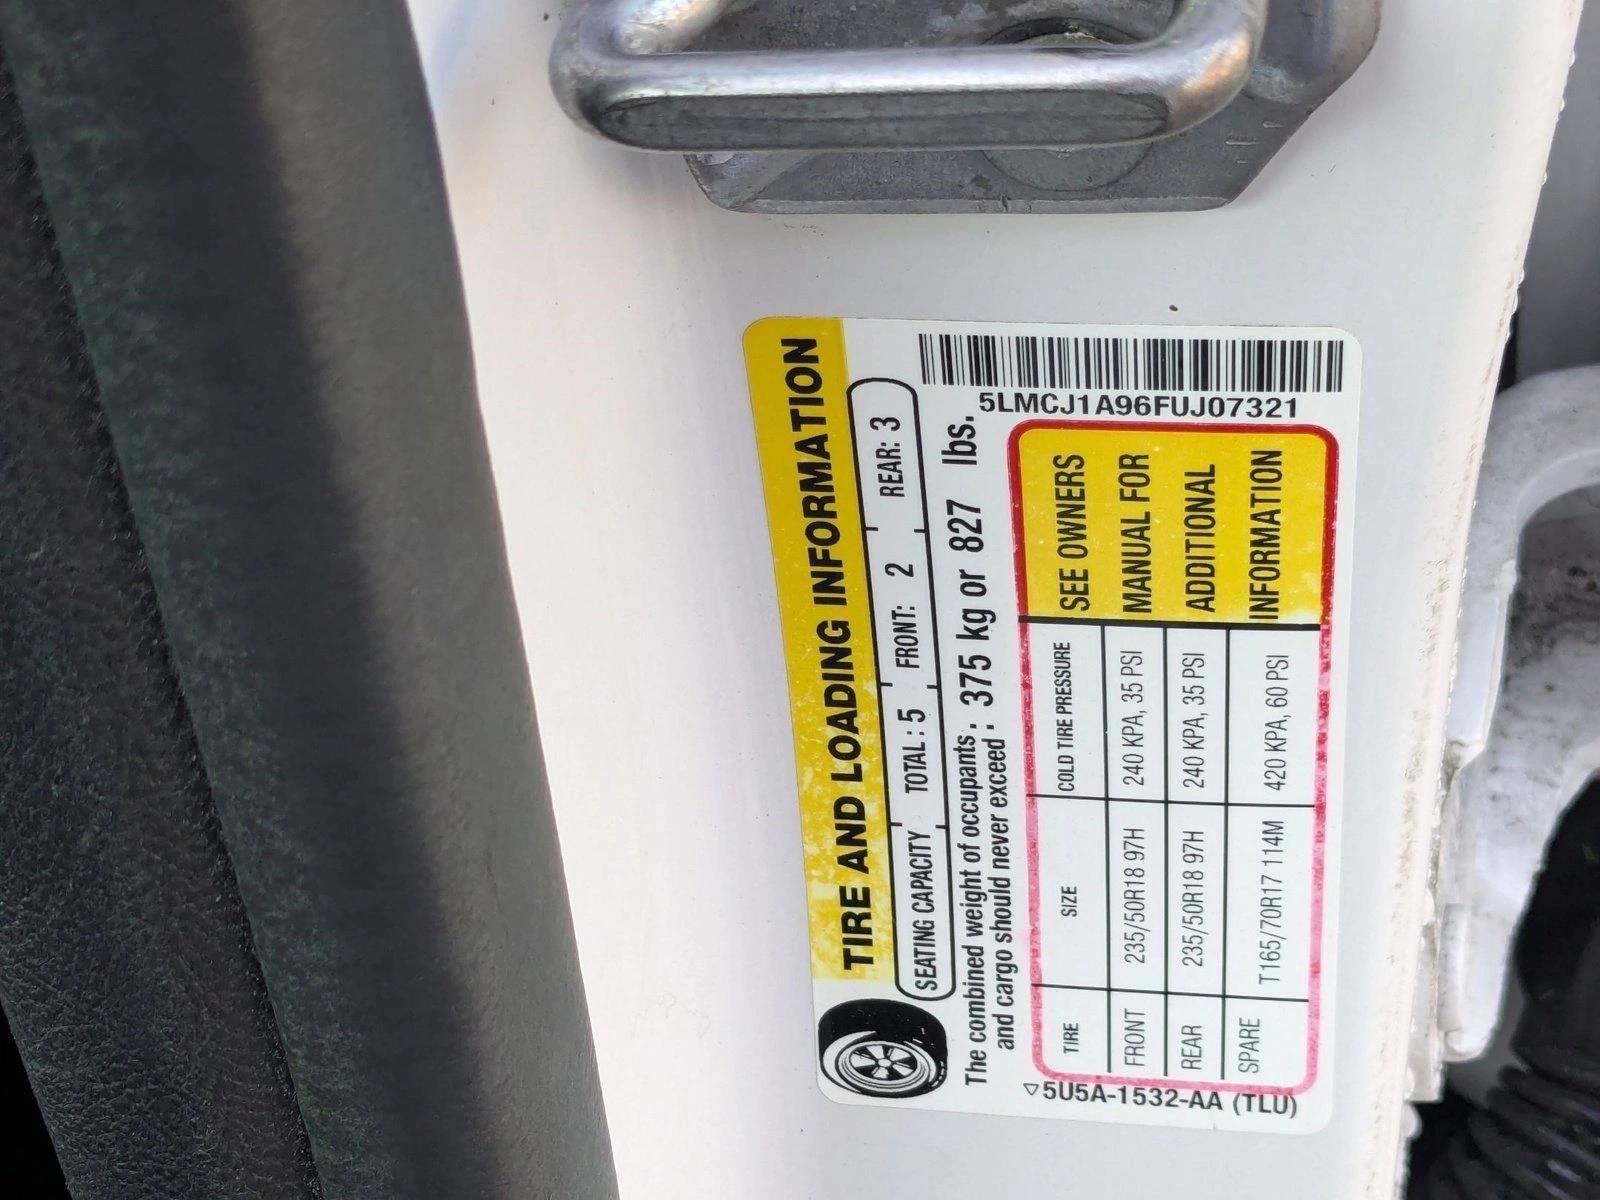 TIRE AND LOADING INFORMATION
SEATING CAPACITY TOTAL: 5 FRONT: 2 REAR: 3
The combined weight of occupants and cargo should never exceed : 375 kg or 827 lbs.
5LMCJ1A96FUJ07321
TIRE SIZE COLD TIRE PRESSURE SEE OWNERS
FRONT 235/50R18 97H 240 KPA, 35 PSI MANUAL FOR
REAR 235/50R18 97H 240 KPA, 35 PSI ADDITIONAL
SPARE T165/70R17 114M 420 KPA, 60 PSI INFORMATION
5U5A-1532-AA (TLU)